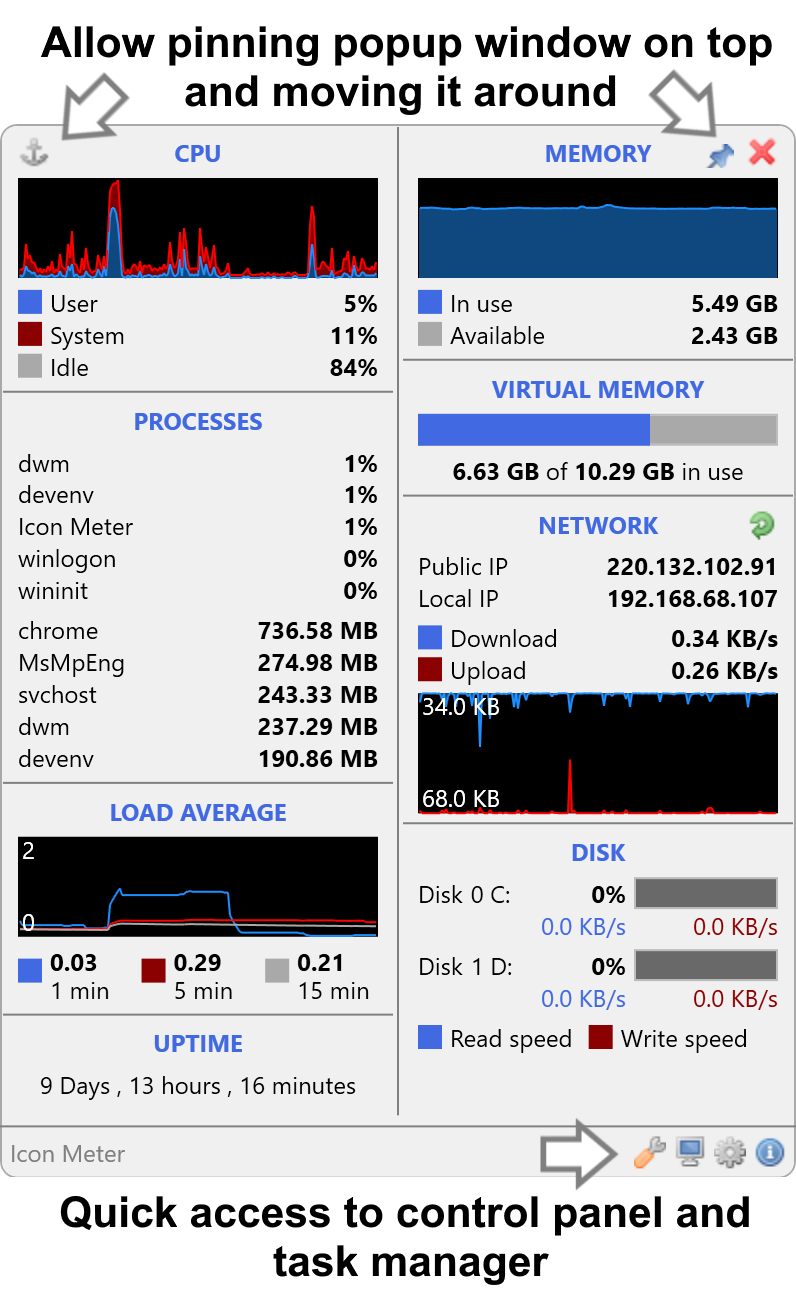 Allow pinning popup window on top
and moving it around
CPU
User 5%
System 11%
Idle 84%
PROCESSES
dwm 1%
devenv 1%
Icon Meter 1%
winlogon 0%
wininit 0%
chrome 736.58 MB
MsMpEng 274.98 MB
svchost 243.33 MB
dwm 237.29 MB
devenv 190.86 MB
LOAD AVERAGE
2
0
0.03 0.29 0.21
1 min 5 min 15 min
UPTIME
9 Days , 13 hours , 16 minutes
MEMORY
In use 5.49 GB
Available 2.43 GB
VIRTUAL MEMORY
6.63 GB of 10.29 GB in use
NETWORK
Public IP 220.132.102.91
Local IP 192.168.68.107
Download 0.34 KB/s
Upload 0.26 KB/s
34.0 KB
68.0 KB
DISK
Disk 0 C: 0%
0.0 KB/s 0.0 KB/s
Disk 1 D: 0%
0.0 KB/s 0.0 KB/s
Read speed Write speed
Icon Meter
Quick access to control panel and
task manager